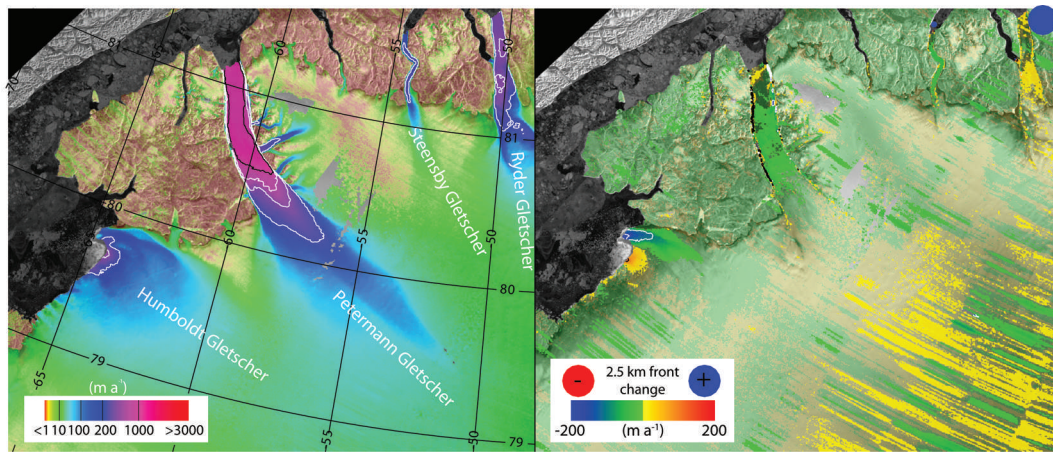 81
55
60
55
50
-70
81
80
60
55
50
80
79
-65
55
79
Steensby Gletscher
Ryder Gletscher
Petermann Gletscher
Humboldt Gletscher
(m a⁻¹)
<1 10 100 200 1000 >3000
2.5 km front
change
-
+
-200 (m a⁻¹) 200